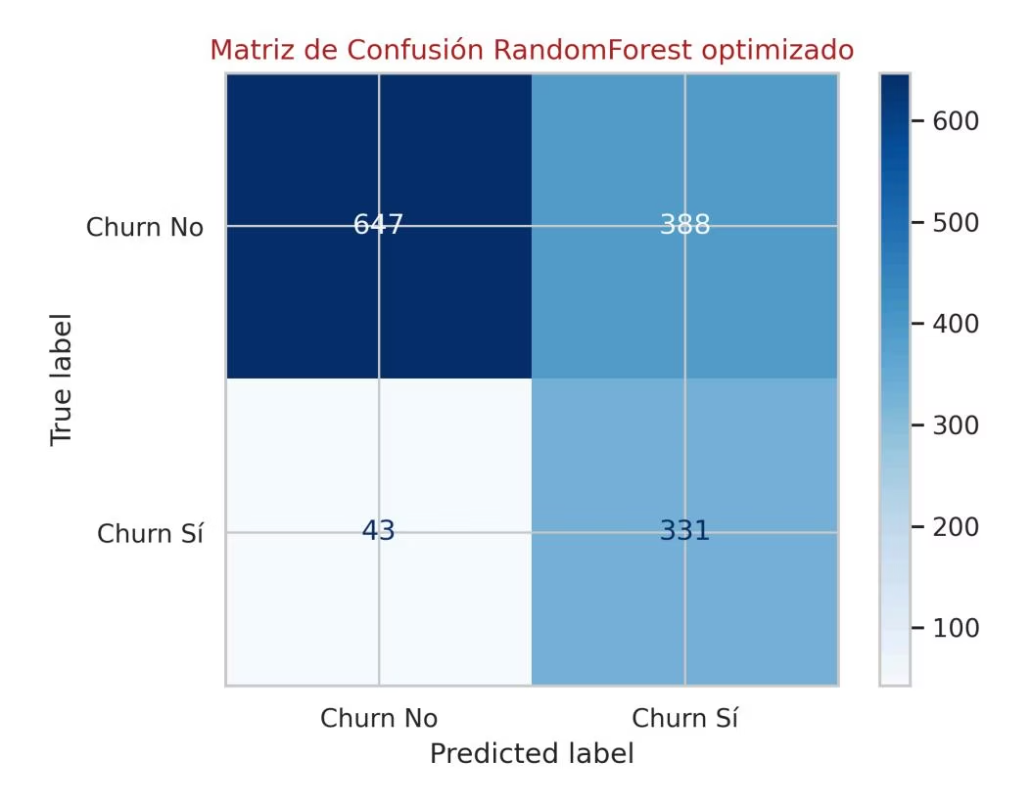 Matriz de Confusión RandomForest optimizado
True label
Churn No
647
388
Churn Sí
43
331
Churn No
Churn Sí
Predicted label
600
500
400
300
200
100